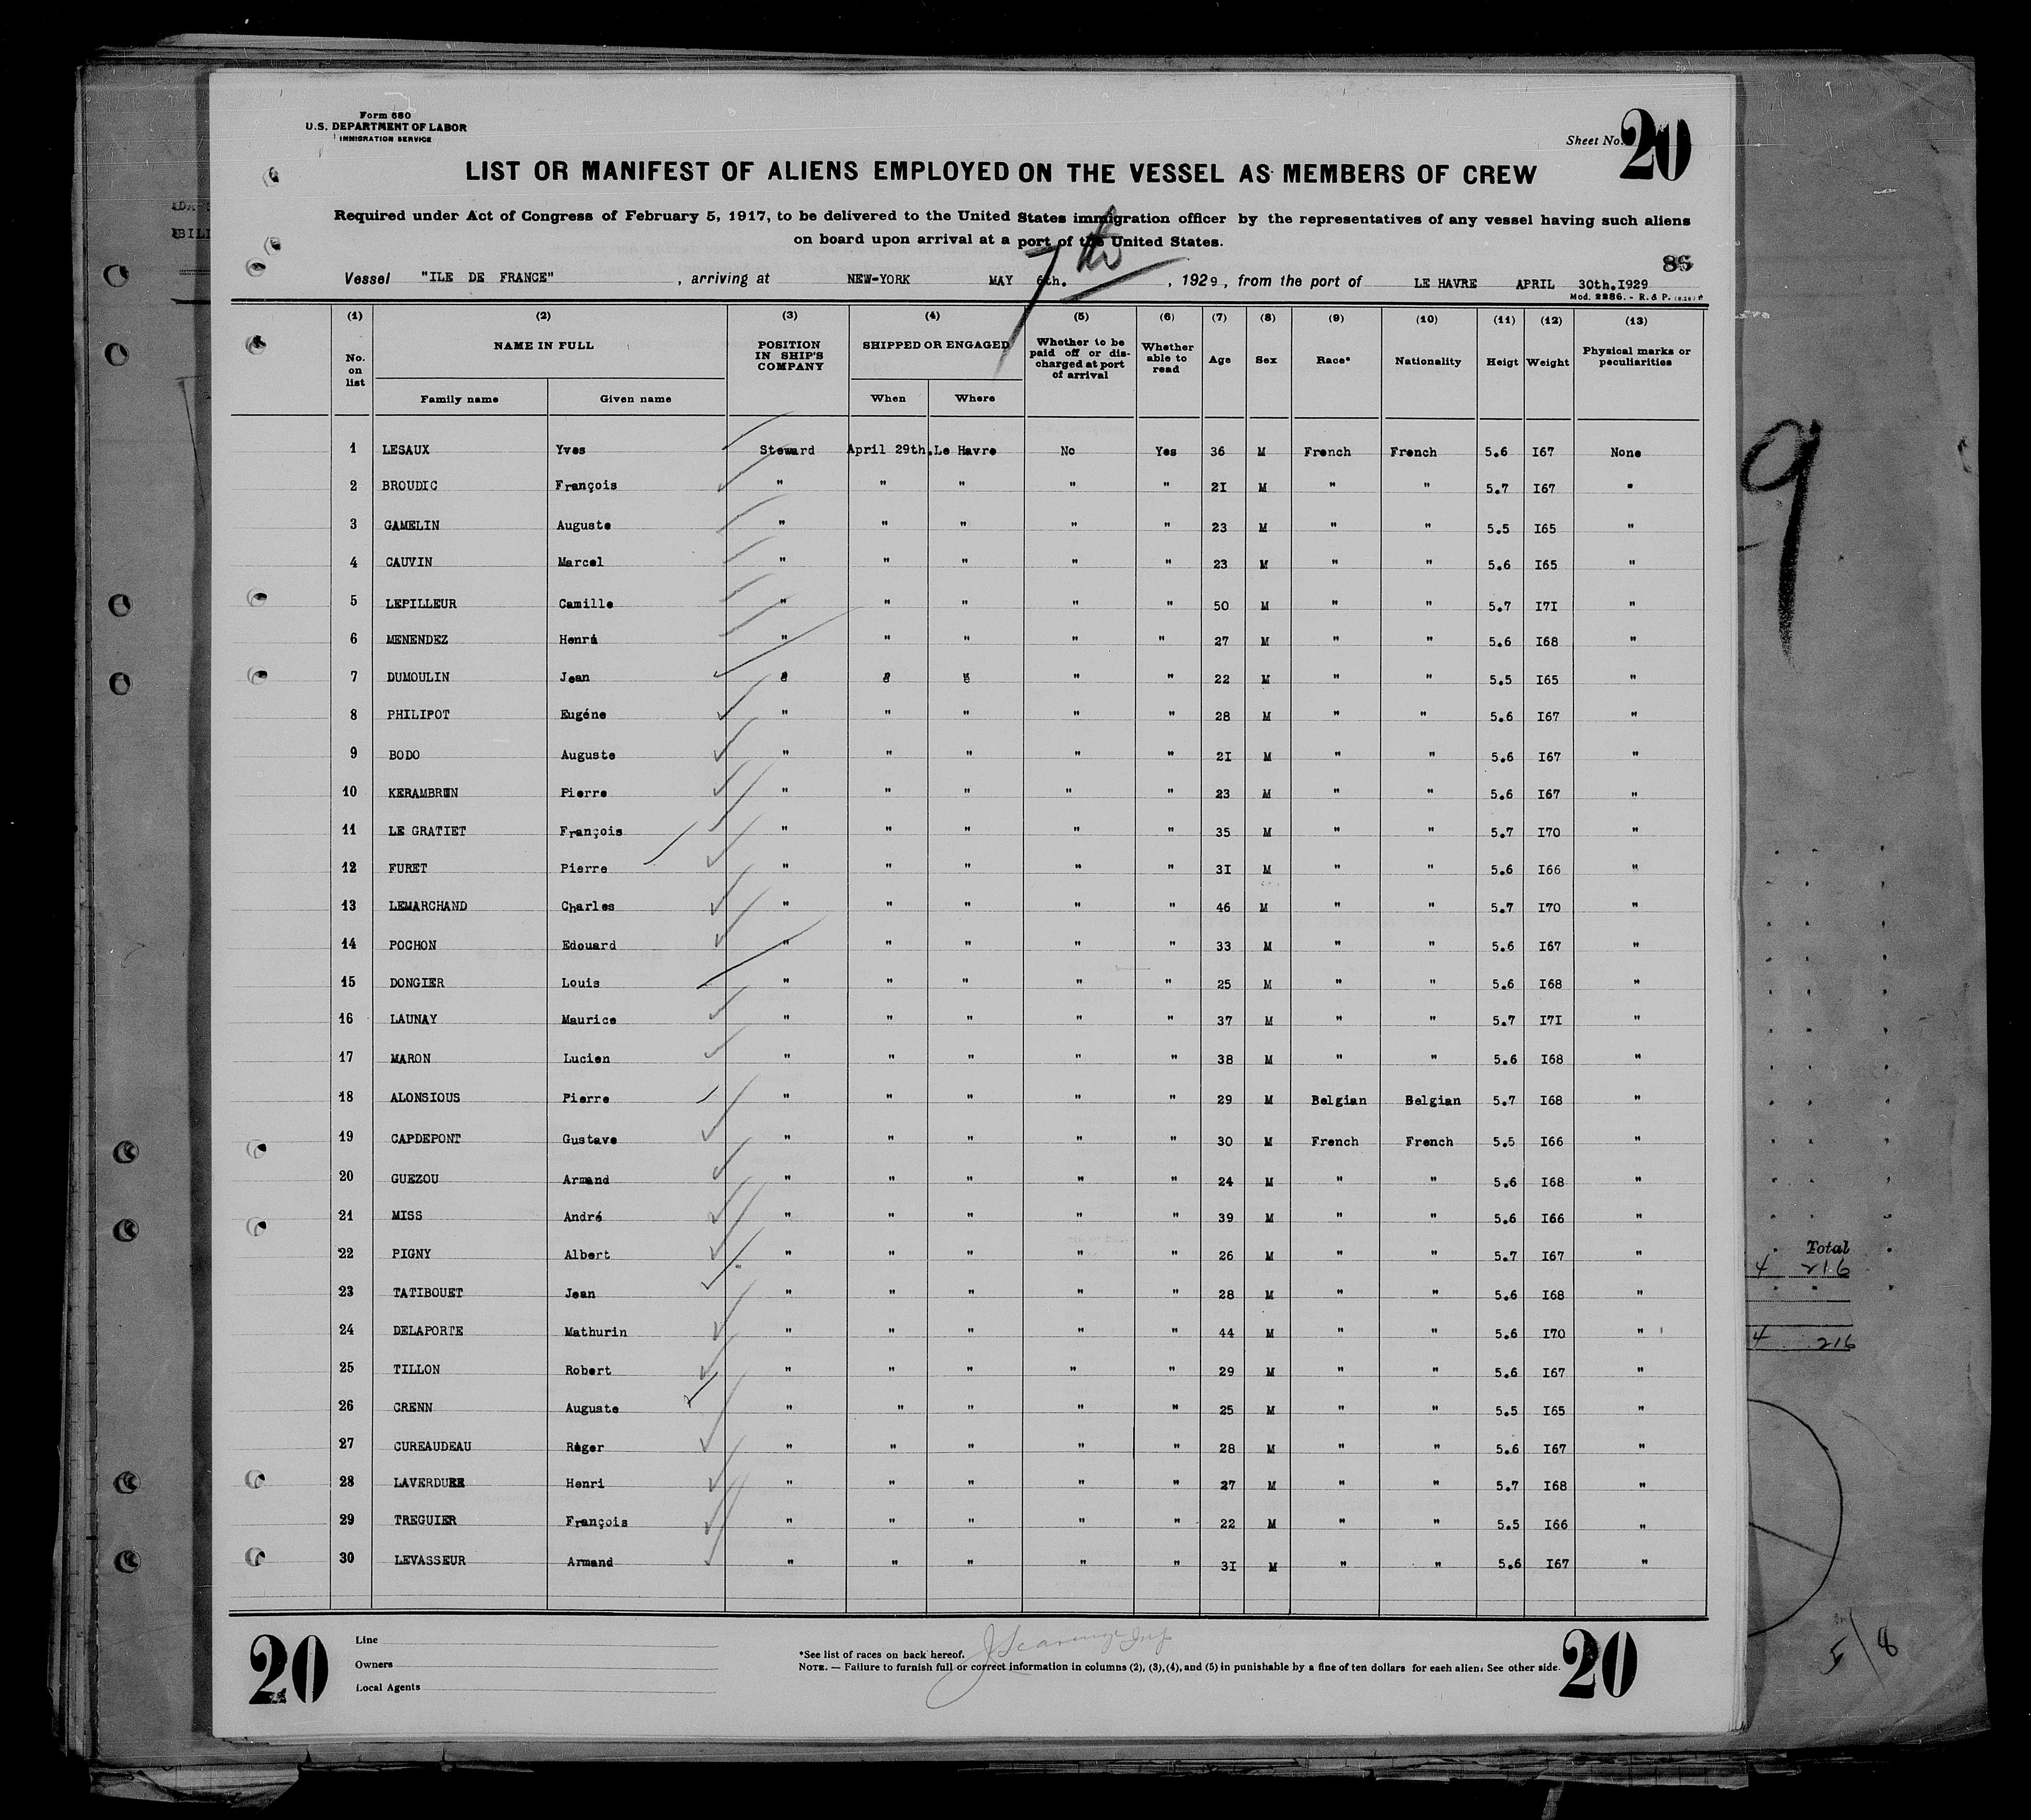 Form 680
U.S. DEPARTMENT OF LABOR
IMMIGRATION SERVICE
Sheet No. 20
LIST OR MANIFEST OF ALIENS EMPLOYED ON THE VESSEL AS MEMBERS OF CREW
Required under Act of Congress of February 5, 1917, to be delivered to the United States immigration officer by the representatives of any vessel having such aliens
on board upon arrival at a port of the United States.
7 th
86
Vessel "ILE DE FRANCE" , arriving at NEW-YORK MAY 6th. , 1929, from the port of LE HAVRE APRIL 30th.I929
Mod. 2286. - R. & P.
(1) (2) (3) (4) (5) (6) (7) (8) (9) (10) (11) (12) (13)
No. on list NAME IN FULL POSITION IN SHIP'S COMPANY SHIPPED OR ENGAGED Whether to be paid off or discharged at port of arrival Whether able to read Age Sex Race* Nationality Heigt Weight Physical marks or peculiarities
Family name Given name When Where
1 LESAUX Yves Steward April 29th. Le Havre No Yes 36 M French French 5.6 I67 None
2 BROUDIC François " " " " " 2I M " " 5.7 I67 "
3 GAMELIN Auguste " " " " " 23 M " " 5.5 I65 "
4 CAUVIN Marcel " " " " " 23 M " " 5.6 I65 "
5 LEPILLEUR Camille " " " " " 50 M " " 5.7 I7I "
6 MENENDEZ Henri " " " " " 27 M " " 5.6 I68 "
7 DUMOULIN Jean " " " " " 22 M " " 5.5 I65 "
8 PHILIPOT Eugéne " " " " " 28 M " " 5.6 I67 "
9 BODO Auguste " " " " " 2I M " " 5.6 I67 "
10 KERAMBRUN Pierre " " " " " 23 M " " 5.6 I67 "
11 LE GRATIET François " " " " " 35 M " " 5.7 I70 "
12 FURET Pierre " " " " " 3I M " " 5.6 I66 "
13 LEMARCHAND Charles " " " " " 46 M " " 5.7 I70 "
14 POCHON Edouard " " " " " 33 M " " 5.6 I67 "
15 DONGIER Louis " " " " " 25 M " " 5.6 I68 "
16 LAUNAY Maurice " " " " " 37 M " " 5.7 I7I "
17 MARON Lucien " " " " " 38 M " " 5.6 I68 "
18 ALONSIOUS Pierre " " " " " 29 M Belgian Belgian 5.7 I68 "
19 CAPDEPONT Gustave " " " " " 30 M French French 5.5 I66 "
20 GUEZOU Armand " " " " " 24 M " " 5.6 I68 "
21 MISS André " " " " " 39 M " " 5.6 I66 "
22 PIGNY Albert " " " " " 26 M " " 5.7 I67 "
23 TATIBOUET Jean " " " " " 28 M " " 5.6 I68 "
24 DELAPORTE Mathurin " " " " " 44 M " " 5.6 I70 "
25 TILLON Robert " " " " " 29 M " " 5.6 I67 "
26 CRENN Auguste " " " " " 25 M " " 5.5 I65 "
27 CUREAUDEAU Roger " " " " " 28 M " " 5.6 I67 "
28 LAVERDURE Henri " " " " " 27 M " " 5.7 I68 "
29 TREGUIER François " " " " " 22 M " " 5.5 I66 "
30 LEVASSEUR Armand " " " " " 3I M " " 5.6 I67 "
9
Total
4 216
4 216
5/8
20
Line
Owners
Local Agents
*See list of races on back hereof.
NOTE. — Failure to furnish full or correct information in columns (2), (3), (4), and (5) in punishable by a fine of ten dollars for each alien. See other side.
20